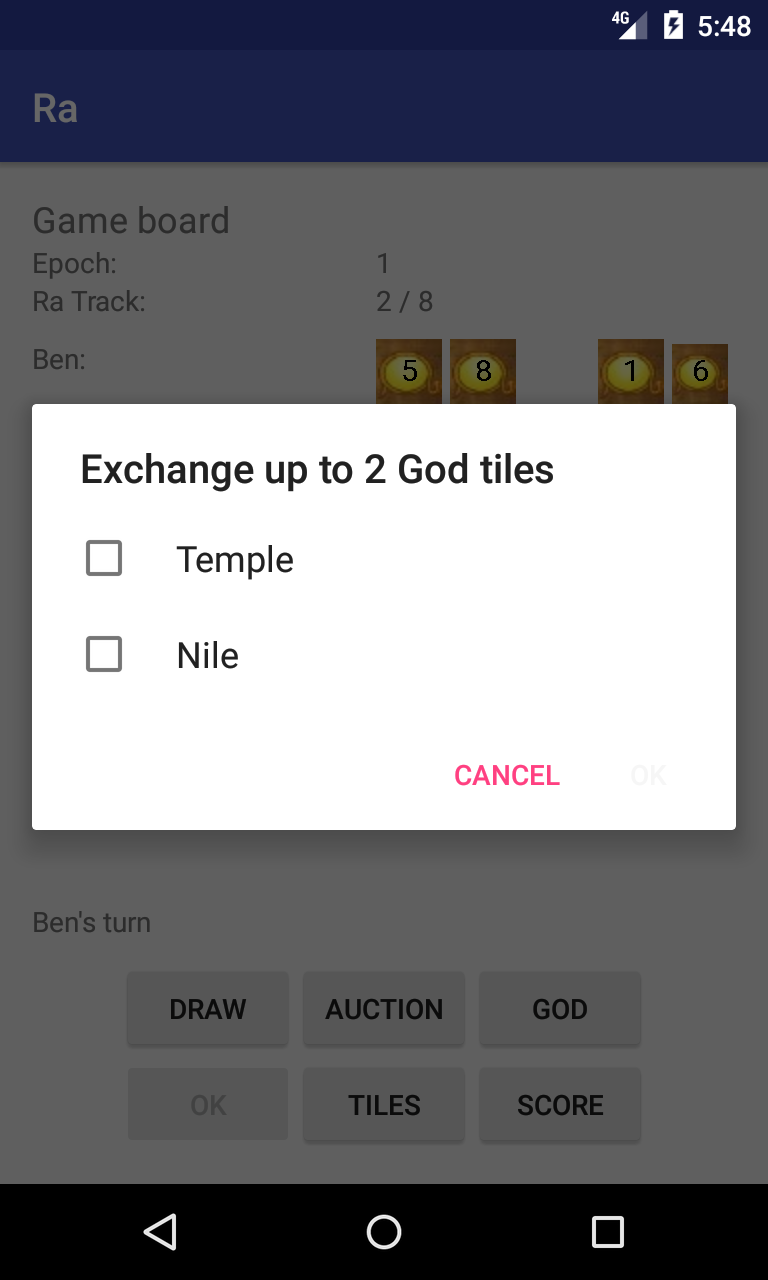 4G 5:48
Ra
Game board
Epoch: 1
Ra Track: 2 / 8
Ben: 5 8 1 6
Exchange up to 2 God tiles
Temple
Nile
CANCEL OK
Ben's turn
DRAW AUCTION GOD
OK TILES SCORE